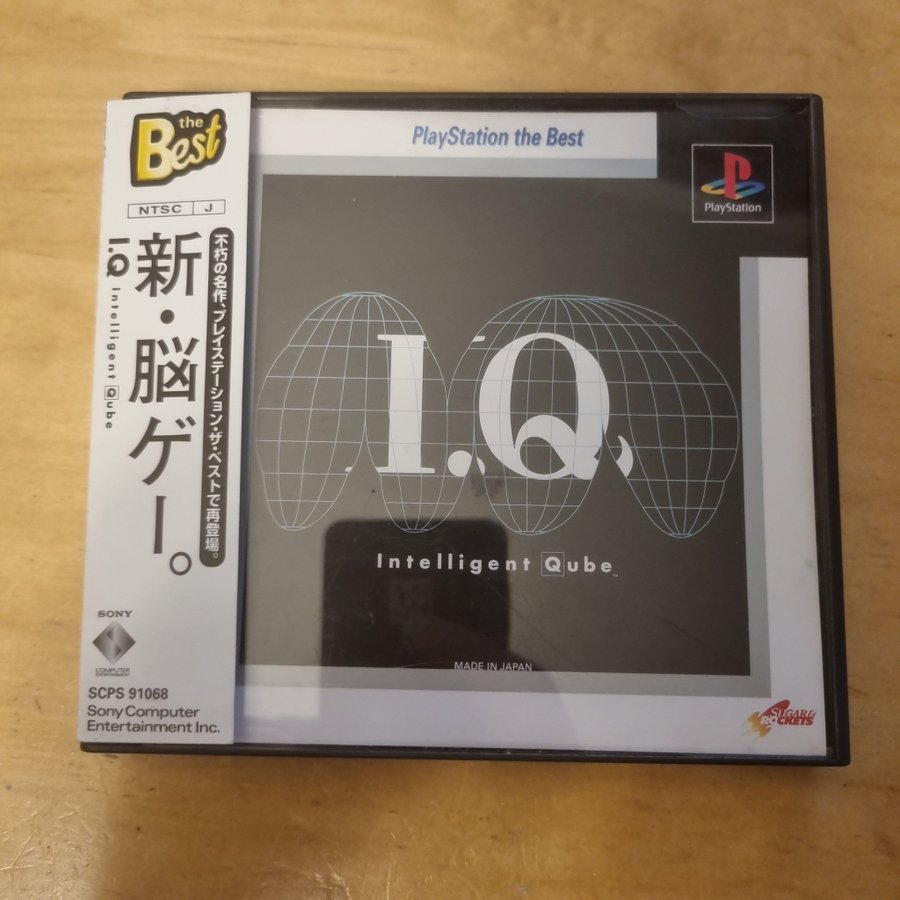 the Best
NTSC J
不朽の名作、プレイステーション・ザ・ベストで再登場。
新・脳ゲー。
I.Q Intelligent Qube
SONY
COMPUTER
ENTERTAINMENT
SCPS 91068
Sony Computer
Entertainment Inc.
PlayStation the Best
PlayStation
I.Q.
Intelligent Qube™
MADE IN JAPAN
SUGAR &
ROCKETS